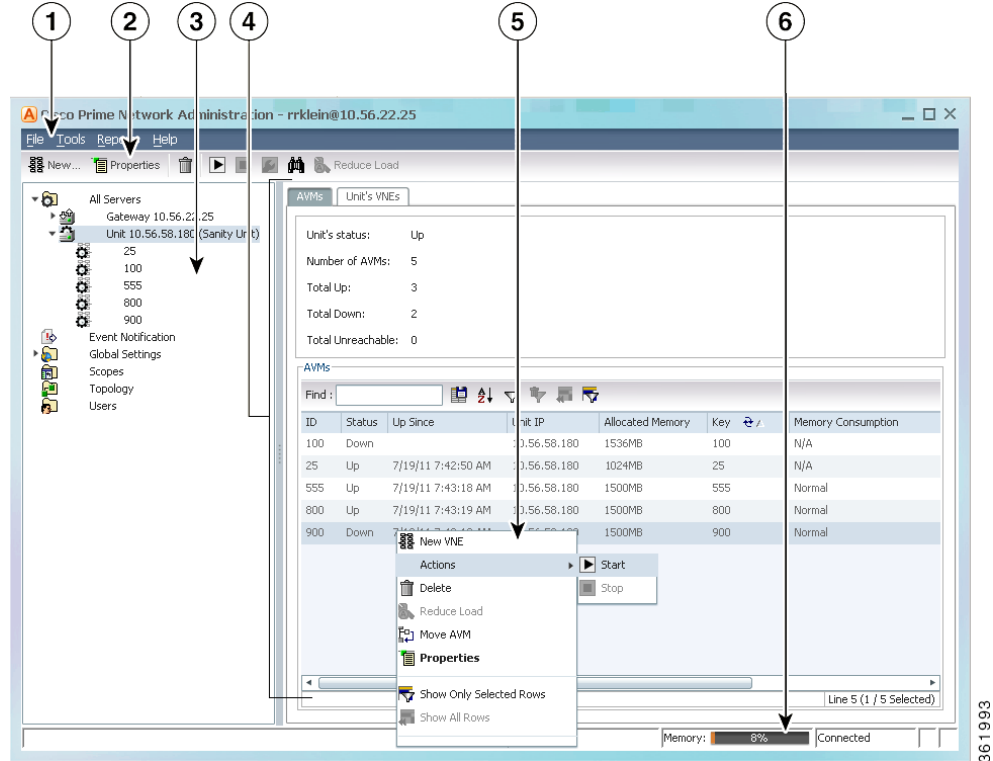 1 2 3 4 5 6
Cisco Prime Network Administration - rrklein@10.56.22.25
File Tools Reports Help
New... Properties Reduce Load
All Servers
Gateway 10.56.22.25
Unit 10.56.58.180 (Sanity Unit)
25
100
555
800
900
Event Notification
Global Settings
Scopes
Topology
Users
AVMs Unit's VNEs
Unit's status: Up
Number of AVMs: 5
Total Up: 3
Total Down: 2
Total Unreachable: 0
AVMs
Find :
ID Status Up Since Unit IP Allocated Memory Key Memory Consumption
100 Down 10.56.58.180 1536MB 100 N/A
25 Up 7/19/11 7:42:50 AM 10.56.58.180 1024MB 25 N/A
555 Up 7/19/11 7:43:18 AM 10.56.58.180 1500MB 555 Normal
800 Up 7/19/11 7:43:19 AM 10.56.58.180 1500MB 800 Normal
900 Down 1500MB 900 Normal
New VNE
Actions
Start
Delete
Stop
Reduce Load
Move AVM
Properties
Show Only Selected Rows
Show All Rows
Line 5 (1 / 5 Selected)
Memory: 8% Connected
361993